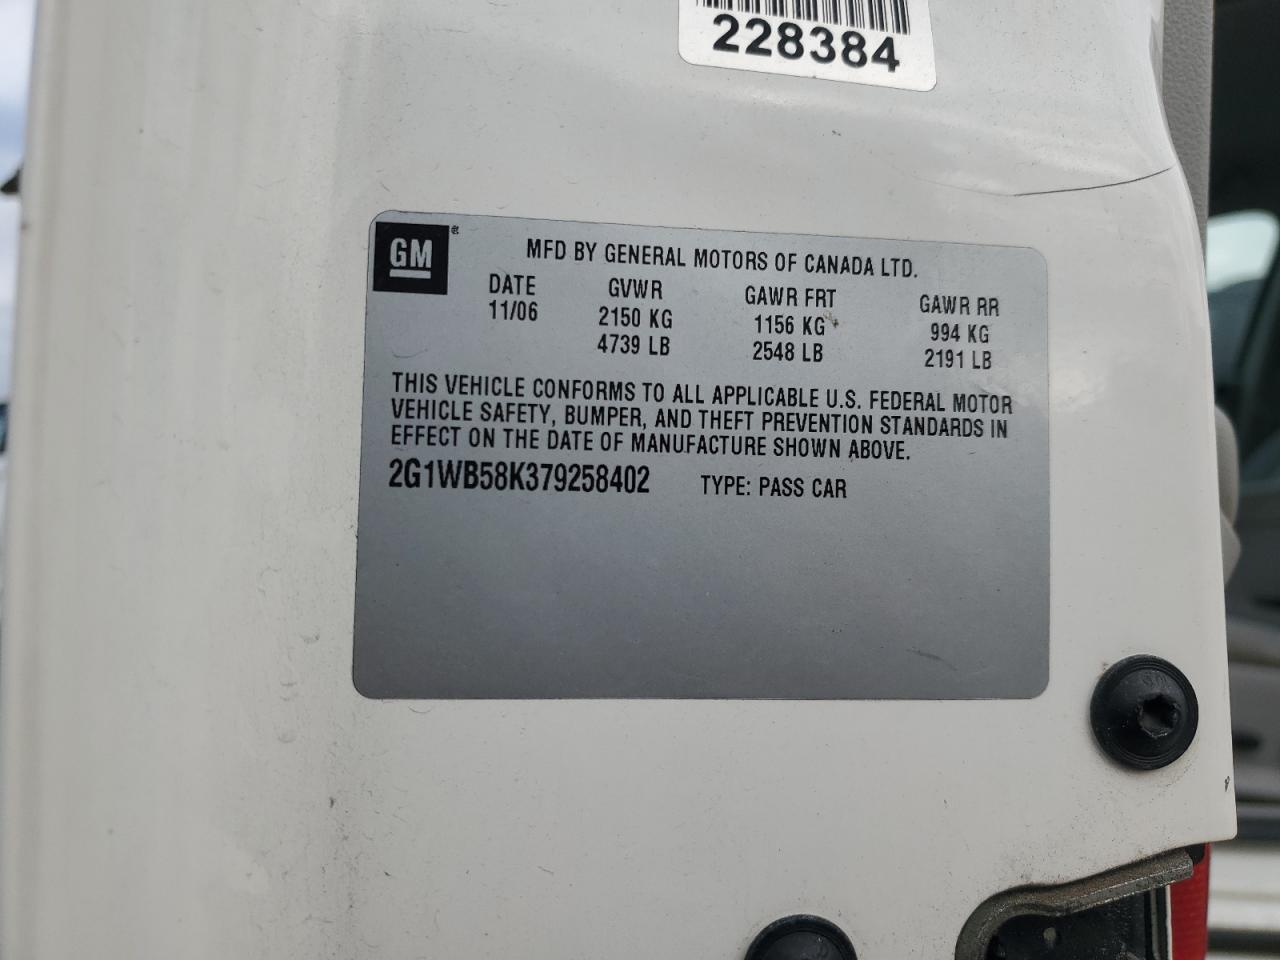 228384
GM
MFD BY GENERAL MOTORS OF CANADA LTD.
DATE GVWR GAWR FRT GAWR RR
11/06 2150 KG 1156 KG 994 KG
4739 LB 2548 LB 2191 LB
THIS VEHICLE CONFORMS TO ALL APPLICABLE U.S. FEDERAL MOTOR
VEHICLE SAFETY, BUMPER, AND THEFT PREVENTION STANDARDS IN
EFFECT ON THE DATE OF MANUFACTURE SHOWN ABOVE.
2G1WB58K379258402 TYPE: PASS CAR